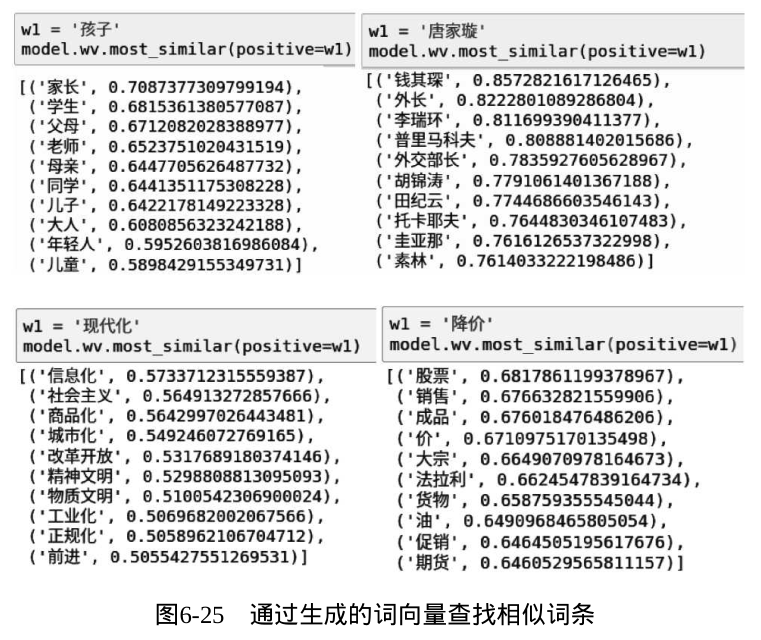 w1 = '孩子'
model.wv.most_similar(positive=w1)
[('家长', 0.7087377309799194),
('学生', 0.6815361380577087),
('父母', 0.6712082028388977),
('老师', 0.6523751020431519),
('母亲', 0.6447705626487732),
('同学', 0.6441351175308228),
('儿子', 0.6422178149223328),
('大人', 0.6080856323242188),
('年轻人', 0.5952603816986084),
('儿童', 0.5898429155349731)]
w1 = '唐家璇'
model.wv.most_similar(positive=w1)
[('钱其琛', 0.8572821617126465),
('外长', 0.8222801089286804),
('李瑞环', 0.811699390411377),
('普里马科夫', 0.808881402015686),
('外交部长', 0.7835927605628967),
('胡锦涛', 0.7791061401367188),
('田纪云', 0.7744686603546143),
('托卡耶夫', 0.7644830346107483),
('圭亚那', 0.7616126537322998),
('素林', 0.7614033222198486)]
w1 = '现代化'
model.wv.most_similar(positive=w1)
[('信息化', 0.5733712315559387),
('社会主义', 0.564913272857666),
('商品化', 0.5642997026443481),
('城市化', 0.549246072769165),
('改革开放', 0.5317689180374146),
('精神文明', 0.5298808813095093),
('物质文明', 0.5100542306900024),
('工业化', 0.5069682002067566),
('正规化', 0.5058962106704712),
('前进', 0.5055427551269531)]
w1 = '降价'
model.wv.most_similar(positive=w1)
[('股票', 0.6817861199378967),
('销售', 0.676632821559906),
('成品', 0.676018476486206),
('价', 0.6710975170135498),
('大宗', 0.6649070978164673),
('法拉利', 0.6624547839164734),
('货物', 0.658759355545044),
('油', 0.6490968465805054),
('促销', 0.6464505195617676),
('期货', 0.6460529565811157)]
图6-25 通过生成的词向量查找相似词条